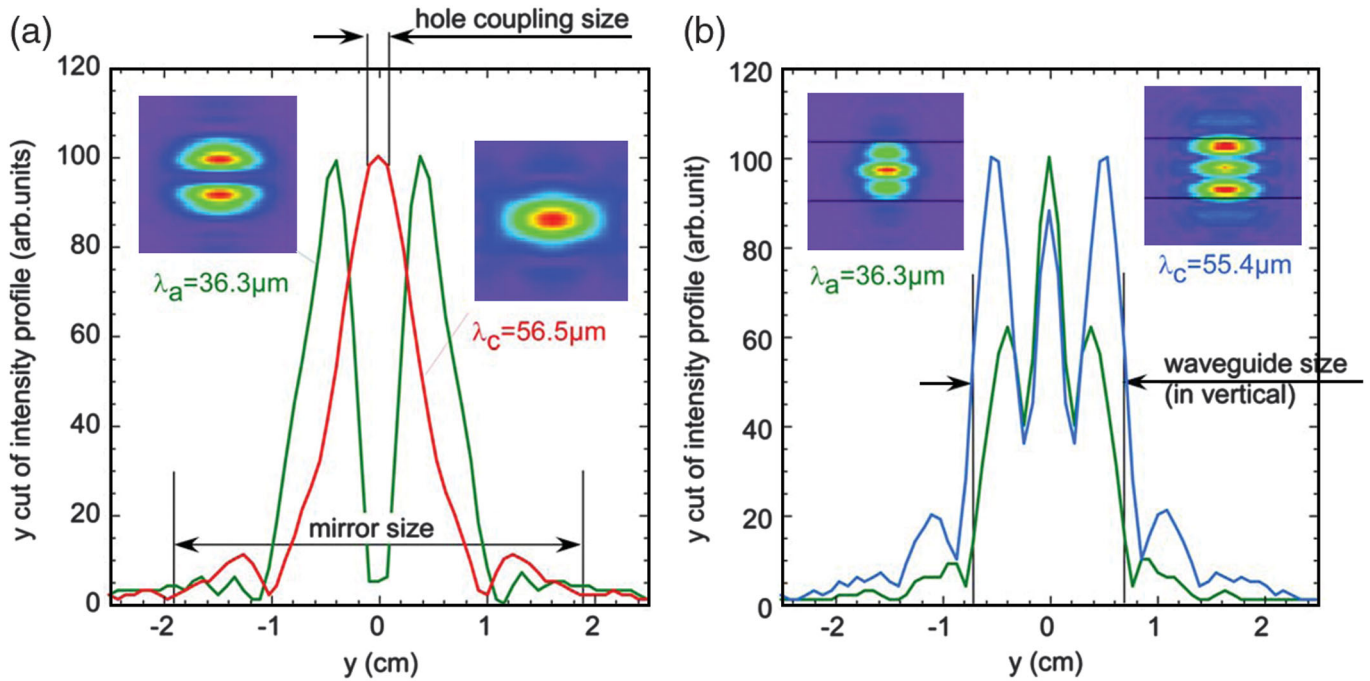 (a)
hole coupling size
120
100
80
60
40
20
0
-2
-1
0
1
2
y (cm)
y cut of intensity profile (arb.units)
λa=36.3μm
λc=56.5μm
mirror size
(b)
120
100
80
60
40
20
0
-2
-1
0
1
2
y (cm)
y cut of intensity profile (arb.unit)
λa=36.3μm
λc=55.4μm
waveguide size
(in vertical)